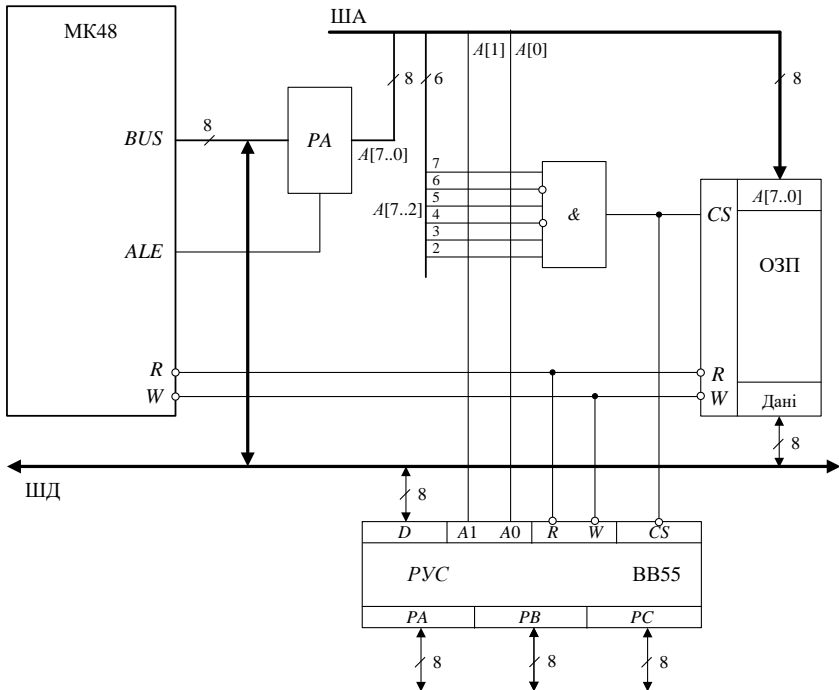 ША
МК48
A[1] A[0]
8
6
8
BUS
8
PA
A[7..0]
7
6
5
4
3
2
A[7..2]
&
CS
A[7..0]
ОЗП
ALE
R
W
R
W
Дані
8
ШД
8
D A1 A0 R W CS
РУС ВВ55
PA PB PC
8 8 8